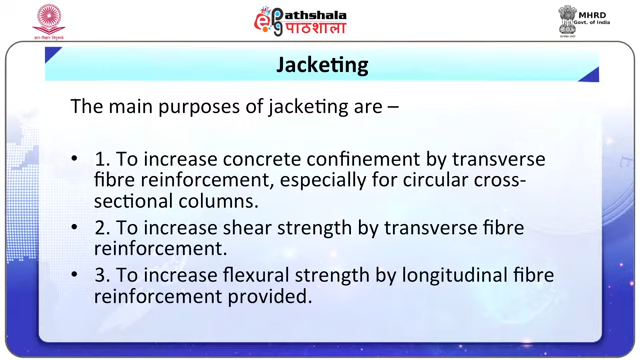 Pathshala
पाठशाला
MHRD
Govt. of India
Jacketing
The main purposes of jacketing are –
• 1. To increase concrete confinement by transverse
fibre reinforcement, especially for circular cross-
sectional columns.
• 2. To increase shear strength by transverse fibre
reinforcement.
• 3. To increase flexural strength by longitudinal fibre
reinforcement provided.